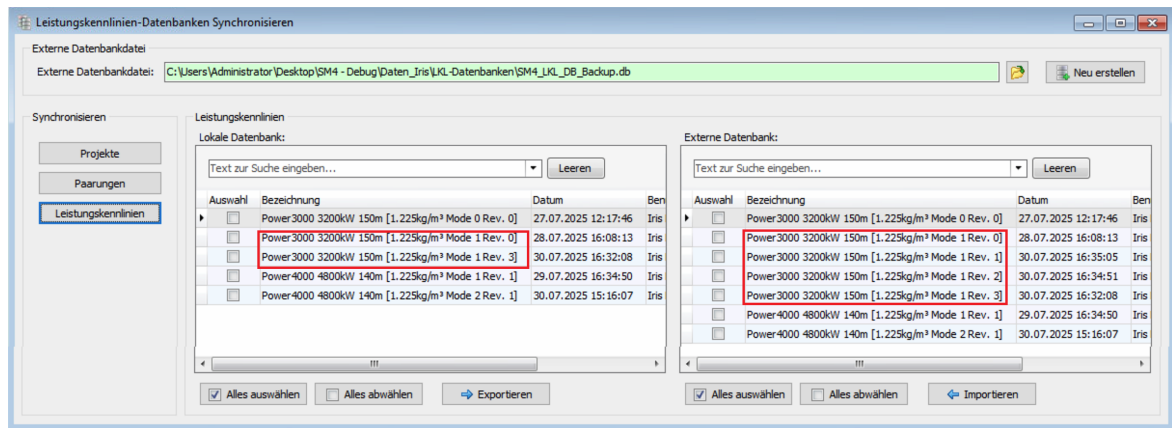 Leistungskennlinien-Datenbanken Synchronisieren
Externe Datenbankdatei
Externe Datenbankdatei: C:\Users\Administrator\Desktop\SM4 - Debug\Daten_Iris\LKL-Datenbanken\SM4_LKL_DB_Backup.db Neu erstellen
Synchronisieren
Projekte
Paarungen
Leistungskennlinien
Leistungskennlinien
Lokale Datenbank:
Text zur Suche eingeben... Leeren
Auswahl Bezeichnung Datum Ben
Power3000 3200kW 150m [1.225kg/m³ Mode 0 Rev. 0] 27.07.2025 12:17:46 Iris
Power3000 3200kW 150m [1.225kg/m³ Mode 1 Rev. 0] 28.07.2025 16:08:13 Iris
Power3000 3200kW 150m [1.225kg/m³ Mode 1 Rev. 3] 30.07.2025 16:32:08 Iris
Power4000 4800kW 140m [1.225kg/m³ Mode 1 Rev. 1] 29.07.2025 16:34:50 Iris
Power4000 4800kW 140m [1.225kg/m³ Mode 2 Rev. 1] 30.07.2025 15:16:07 Iris
Alles auswählen Alles abwählen Exportieren
Externe Datenbank:
Text zur Suche eingeben... Leeren
Auswahl Bezeichnung Datum Ben
Power3000 3200kW 150m [1.225kg/m³ Mode 0 Rev. 0] 27.07.2025 12:17:46 Iris
Power3000 3200kW 150m [1.225kg/m³ Mode 1 Rev. 0] 28.07.2025 16:08:13 Iris
Power3000 3200kW 150m [1.225kg/m³ Mode 1 Rev. 1] 30.07.2025 16:35:05 Iris
Power3000 3200kW 150m [1.225kg/m³ Mode 1 Rev. 2] 30.07.2025 16:34:51 Iris
Power3000 3200kW 150m [1.225kg/m³ Mode 1 Rev. 3] 30.07.2025 16:32:08 Iris
Power4000 4800kW 140m [1.225kg/m³ Mode 1 Rev. 1] 29.07.2025 16:34:50 Iris
Power4000 4800kW 140m [1.225kg/m³ Mode 2 Rev. 1] 30.07.2025 15:16:07 Iris
Alles auswählen Alles abwählen Importieren